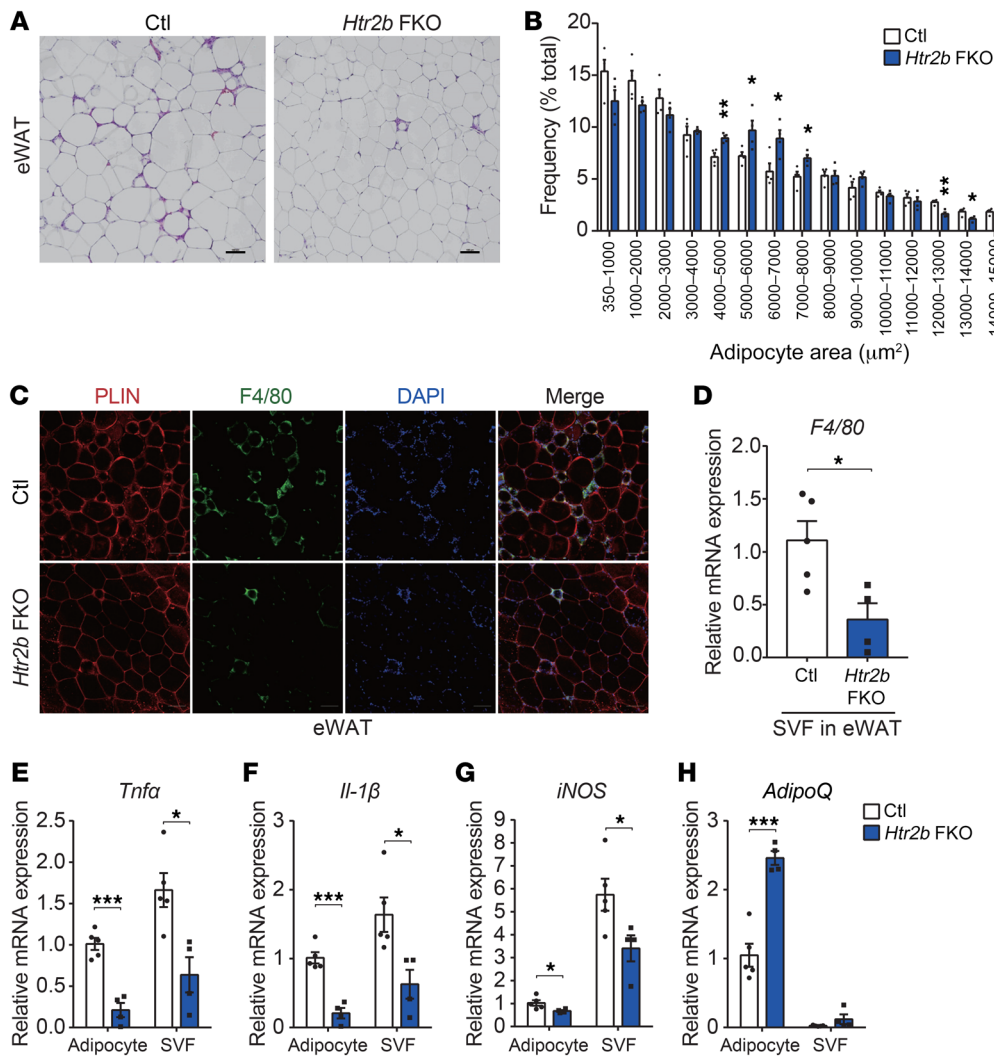 A
Ctl
Htr2b FKO
eWAT
B
Frequency (% total)
20
15
10
5
0
Ctl
Htr2b FKO
**
*
*
*
**
*
350–1000
1000–2000
2000–3000
3000–4000
4000–5000
5000–6000
6000–7000
7000–8000
8000–9000
9000–10000
10000–11000
11000–12000
12000–13000
13000–14000
Adipocyte area (μm²)
C
PLIN
F4/80
DAPI
Merge
Ctl
Htr2b FKO
eWAT
D
F4/80
Relative mRNA expression
2.0
1.5
1.0
0.5
0.0
*
Ctl
Htr2b
FKO
SVF in eWAT
E
Tnfα
Relative mRNA expression
2.5
2.0
1.5
1.0
0.5
0.0
***
*
Adipocyte
SVF
F
Il-1β
Relative mRNA expression
3
2
1
0
***
*
Adipocyte
SVF
G
iNOS
Relative mRNA expression
9
8
7
6
5
4
3
2
1
0
*
*
Adipocyte
SVF
H
AdipoQ
Relative mRNA expression
3
2
1
0
***
Adipocyte
SVF
Ctl
Htr2b FKO